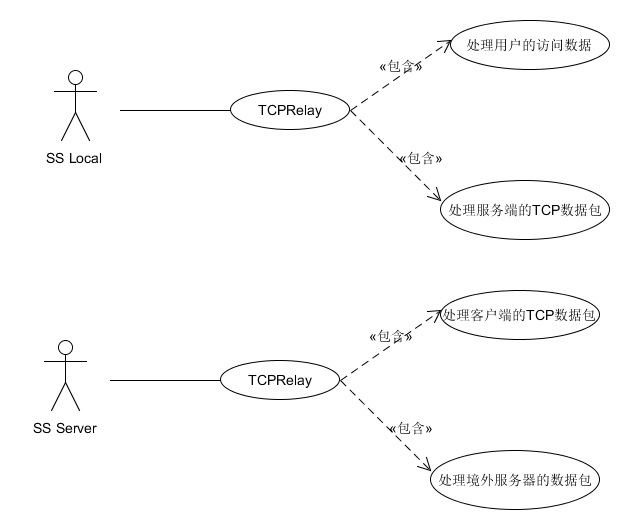 处理用户的访问数据
«包含»
TCPRelay
SS Local
«包含»
处理服务端的TCP数据包
处理客户端的TCP数据包
«包含»
TCPRelay
SS Server
«包含»
处理境外服务器的数据包